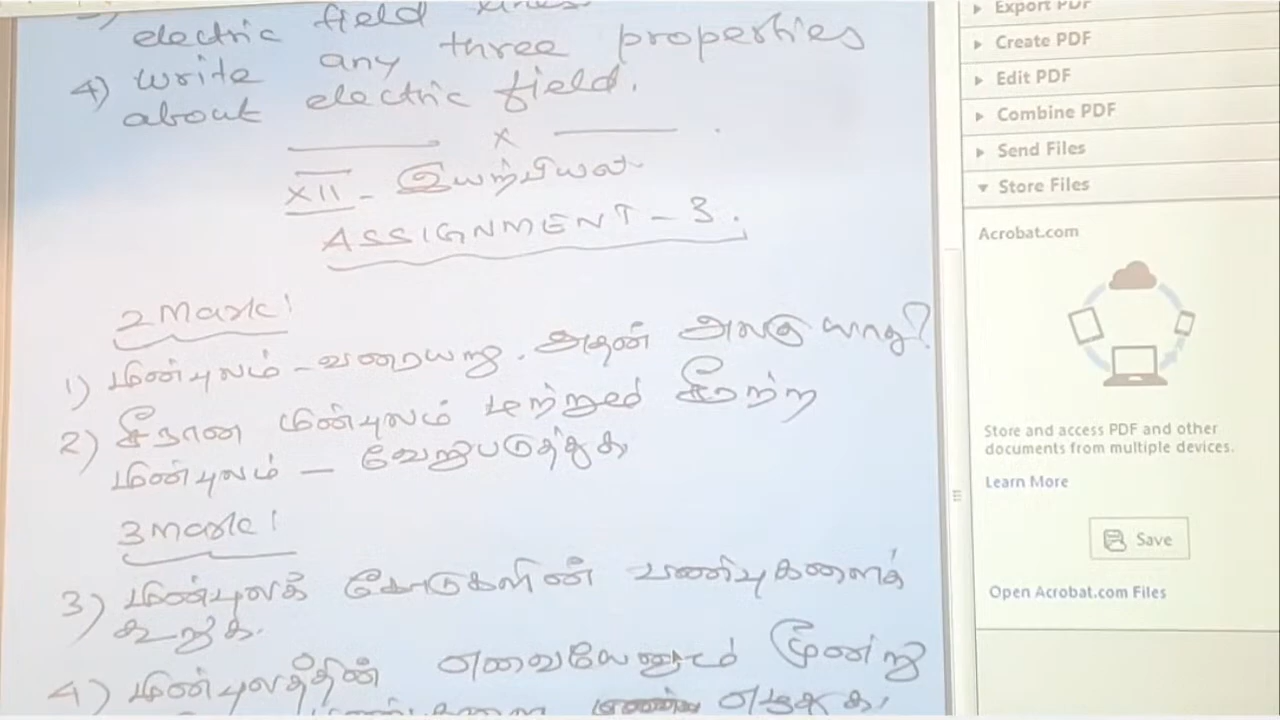 electric field lines
4) write any three properties
about electric field.
x
XII - இயற்பியல்
ASSIGNMENT - 3.
2 Mark!
1) மின்புலம் - வரையறு. அதன் அலகு யாது?
2) சீரான மின்புலம் மற்றும் சீரற்ற
மின்புலம் - வேறுபடுத்துக
3 Mark!
3) மின்புலக் கோடுகளின் பண்புகளைக்
கூறுக.
4) மின்புலத்தின் எவையேனும் மூன்று
எழுதுக.
Export PDF
Create PDF
Edit PDF
Combine PDF
Send Files
Store Files
Acrobat.com
Store and access PDF and other
documents from multiple devices.
Learn More
Save
Open Acrobat.com Files